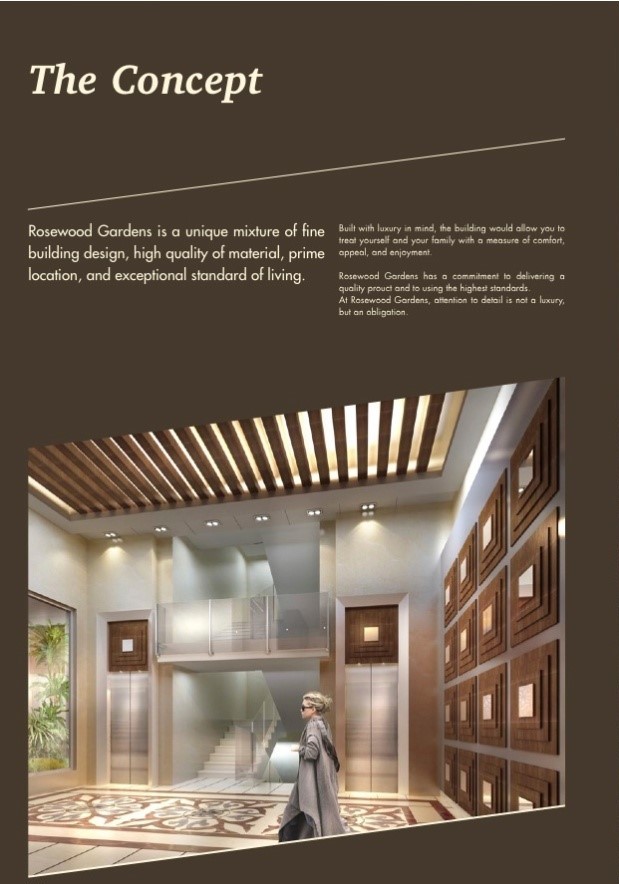 The Concept
Rosewood Gardens is a unique mixture of fine
building design, high quality of material, prime
location, and exceptional standard of living.
Built with luxury in mind, the building would allow you to
treat yourself and your family with a measure of comfort,
appeal, and enjoyment.
Rosewood Gardens has a commitment to delivering a
quality prouct and to using the highest standards.
At Rosewood Gardens, attention to detail is not a luxury,
but an obligation.